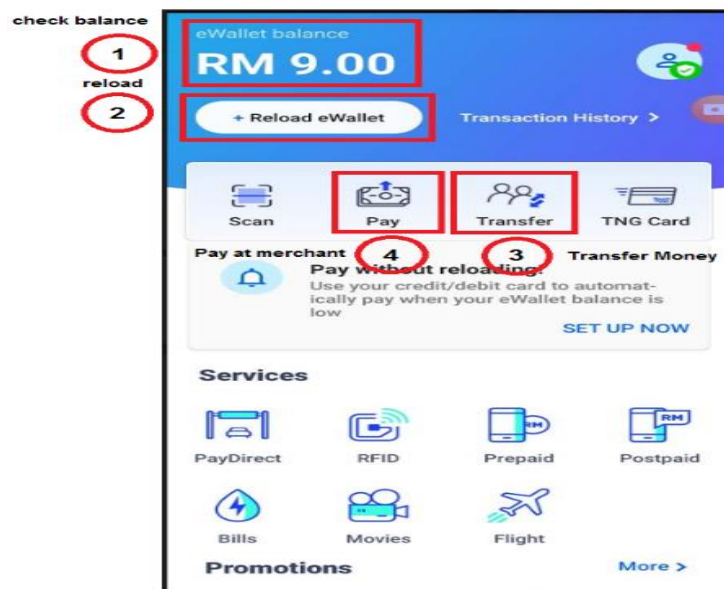 check balance
1
eWallet balance
RM 9.00
reload
2
+ Reload eWallet
Transaction History >
Scan
Pay
Transfer
TNG Card
Pay at merchant
4
3
Transfer Money
Pay without reloading!
Use your credit/debit card to automat-
ically pay when your eWallet balance is
low
SET UP NOW
Services
PayDirect
RFID
Prepaid
Postpaid
Bills
Movies
Flight
Promotions
More >
RM
RM